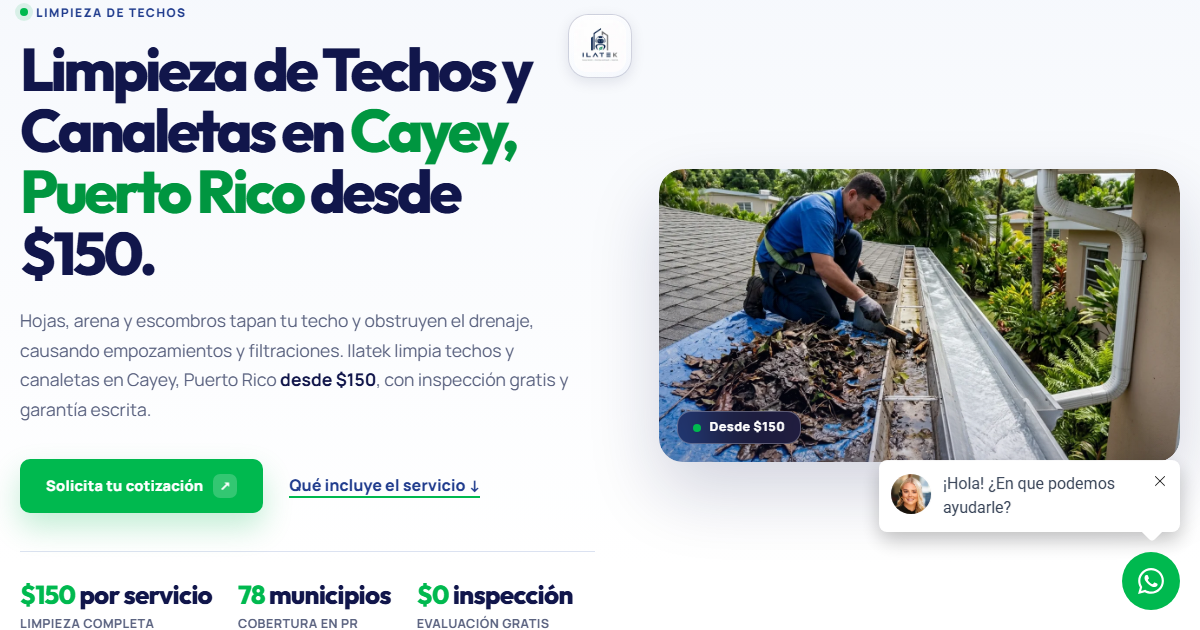 LIMPIEZA DE TECHOS
ILATEK
Limpieza de Techos y
Canaletas en Cayey,
Puerto Rico desde
$150.
Hojas, arena y escombros tapan tu techo y obstruyen el drenaje,
causando empozamientos y filtraciones. Ilatek limpia techos y
canaletas en Cayey, Puerto Rico desde $150, con inspección gratis y
garantía escrita.
Solicita tu cotización ↗
Qué incluye el servicio ↓
Desde $150
¡Hola! ¿En que podemos
ayudarle?
$150 por servicio
LIMPIEZA COMPLETA
78 municipios
COBERTURA EN PR
$0 inspección
EVALUACIÓN GRATIS